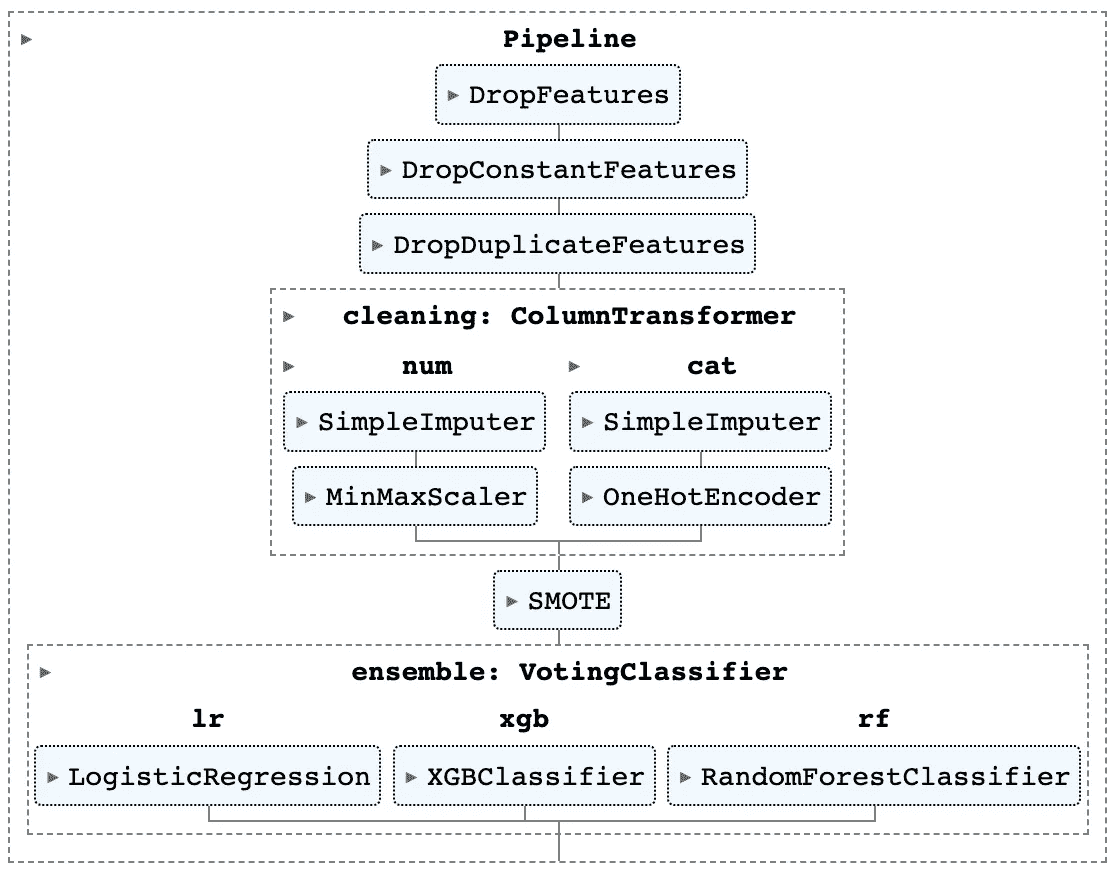 Pipeline
DropFeatures
DropConstantFeatures
DropDuplicateFeatures
cleaning: ColumnTransformer
num cat
SimpleImputer SimpleImputer
MinMaxScaler OneHotEncoder
SMOTE
ensemble: VotingClassifier
lr xgb rf
LogisticRegression XGBClassifier RandomForestClassifier